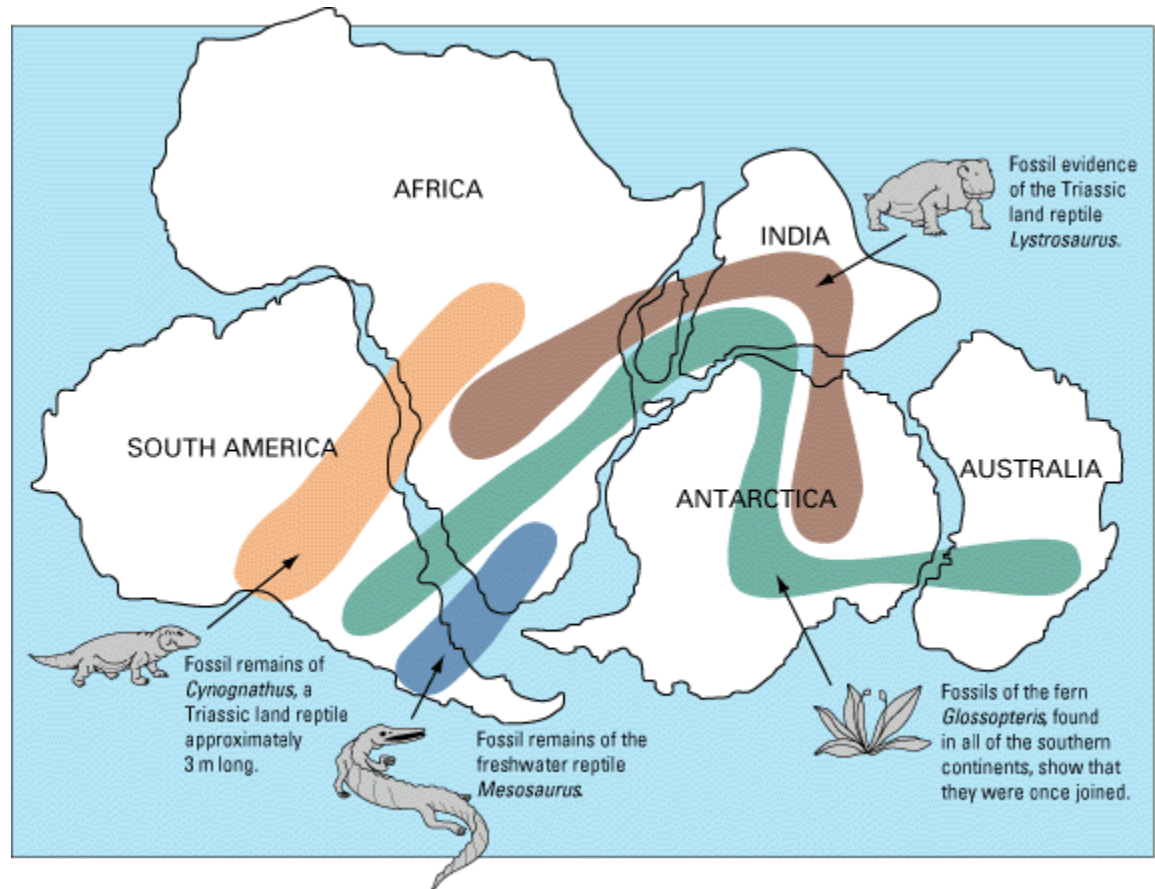 AFRICA
Fossil evidence
of the Triassic
land reptile
Lystrosaurus.
INDIA
SOUTH AMERICA
AUSTRALIA
ANTARCTICA
Fossil remains of
Cynognathus, a
Triassic land reptile
approximately
3 m long.
Fossil remains of the
freshwater reptile
Mesosaurus.
Fossils of the fern
Glossopteris, found
in all of the southern
continents, show that
they were once joined.